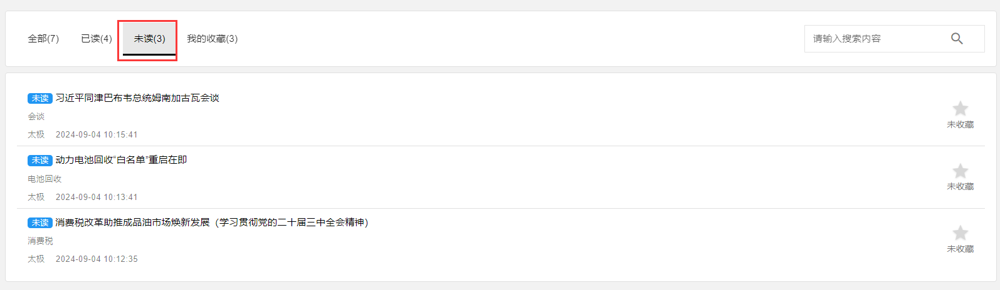 全部(7) 已读(4) 未读(3) 我的收藏(3) 请输入搜索内容
未读 习近平同津巴布韦总统姆南加古瓦会谈
会谈
太极 2024-09-04 10:15:41
未收藏
未读 动力电池回收“白名单”重启在即
电池回收
太极 2024-09-04 10:13:41
未收藏
未读 消费税改革助推成品油市场焕新发展（学习贯彻党的二十届三中全会精神）
消费税
太极 2024-09-04 10:12:35
未收藏